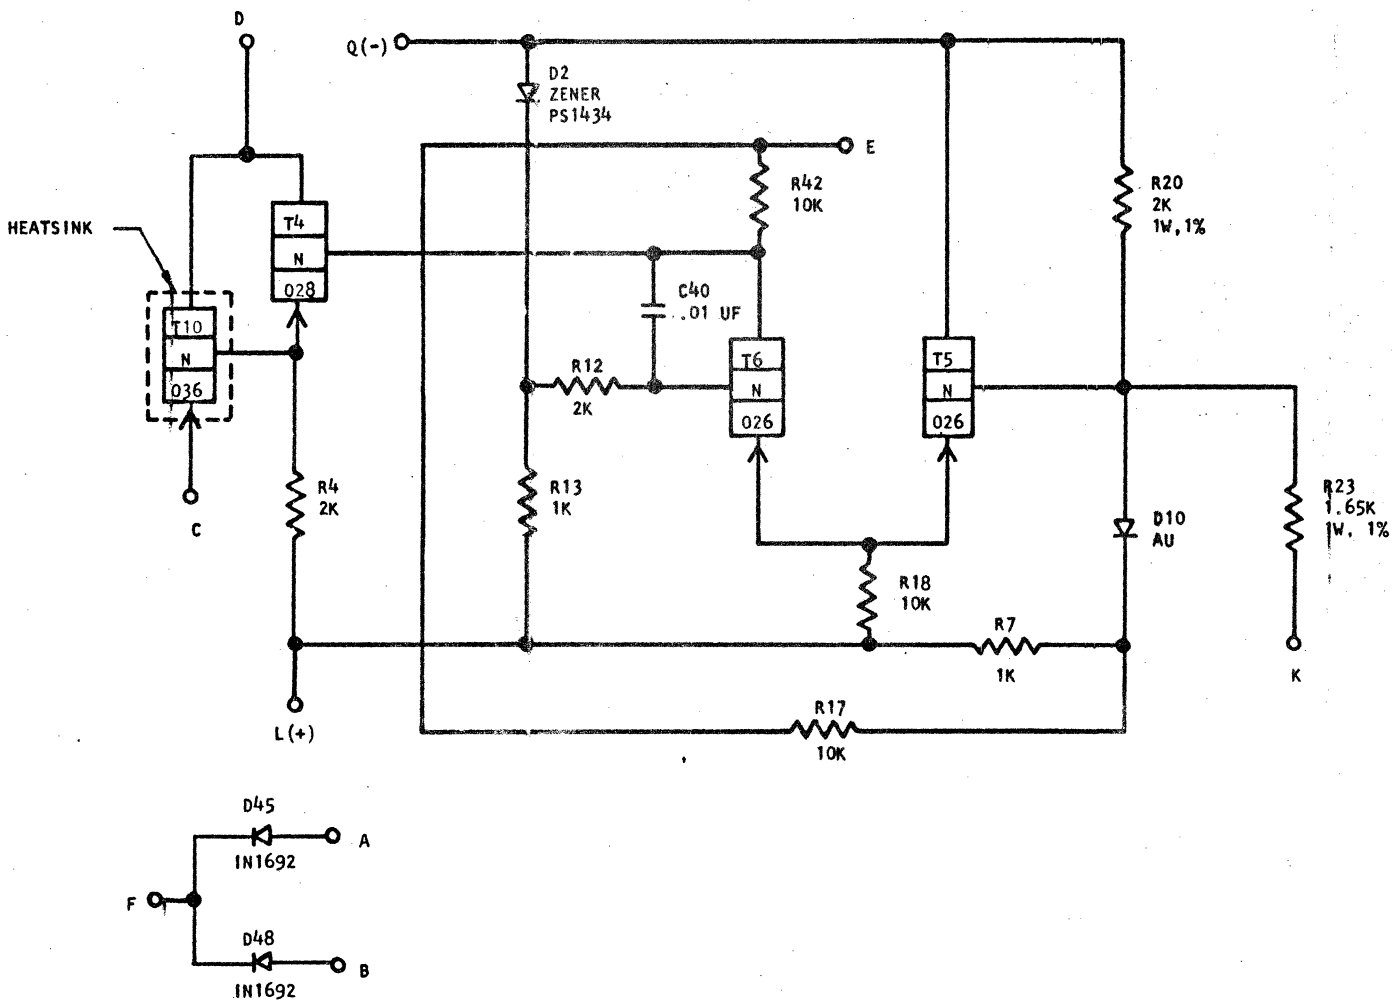 D
Q(-)
D2
ZENER
PS1434
E
R42
10K
R20
2K
1W,1%
HEATSINK
T4
N
028
C40
.01 UF
T10
N
036
R12
2K
T6
N
026
T5
N
026
R4
2K
R13
1K
R23
1.65K
1W, 1%
D10
AU
C
R18
10K
R7
1K
K
L(+)
R17
10K
D45
A
IN1692
F
D48
B
IN1692